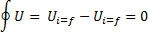 ∮ U = U_{i=f} − U_{i=f} = 0